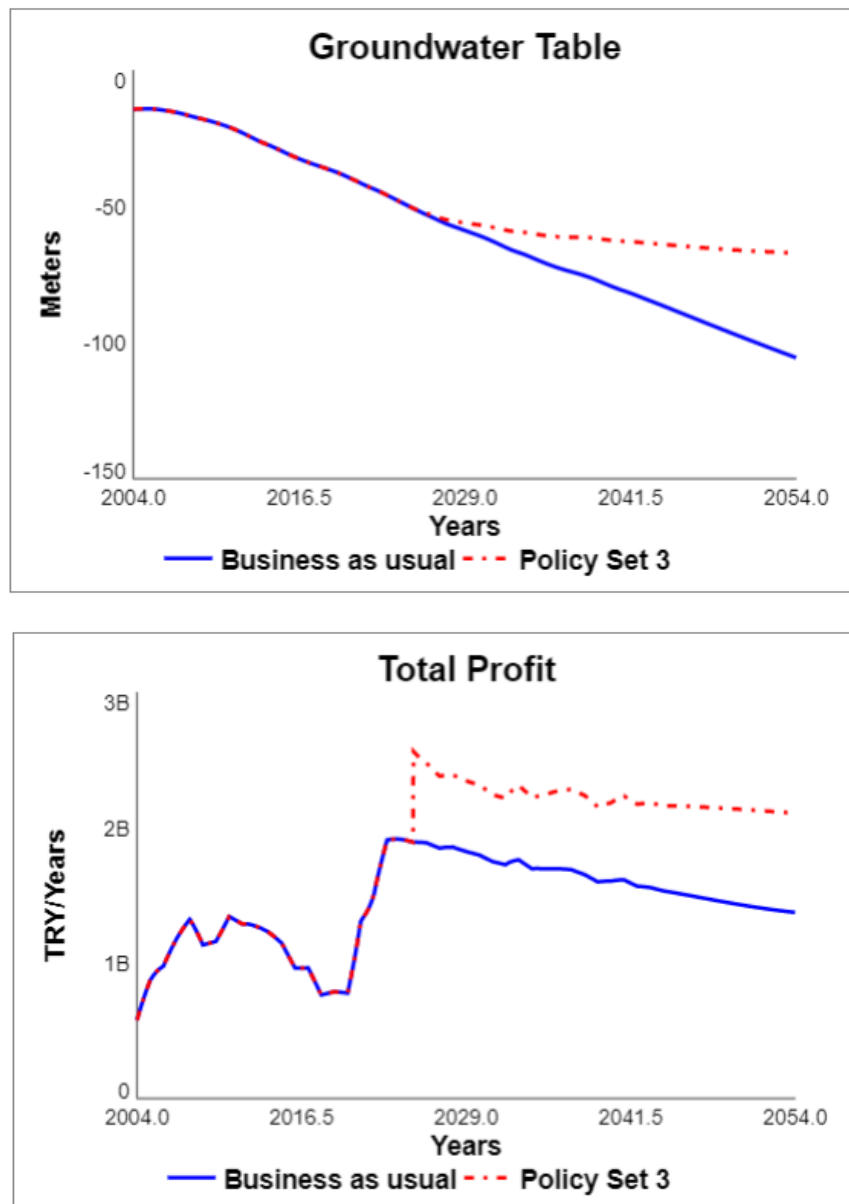 Groundwater Table
0
-50
-100
-150
Meters
2004.0 2016.5 2029.0 2041.5 2054.0
Years
Business as usual Policy Set 3
Total Profit
3B
2B
1B
0
TRY/Years
2004.0 2016.5 2029.0 2041.5 2054.0
Years
Business as usual Policy Set 3